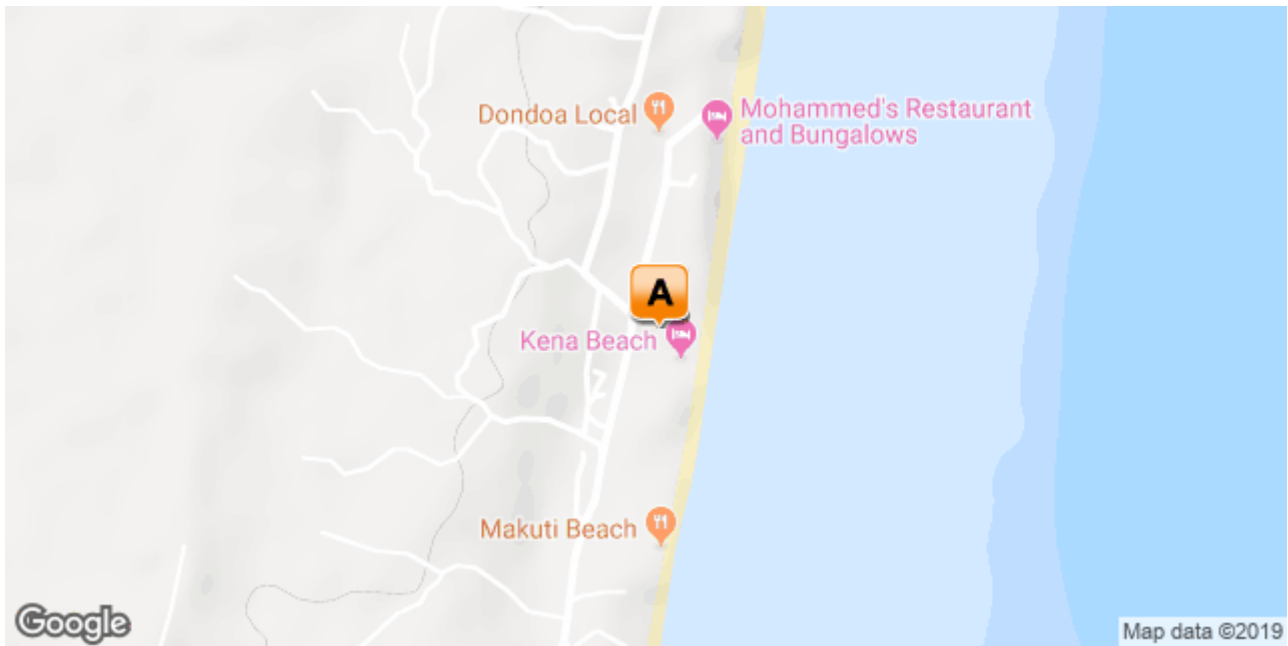 Dondoa Local
Mohammed's Restaurant
and Bungalows
A
Kena Beach
Makuti Beach
Google
Map data ©2019